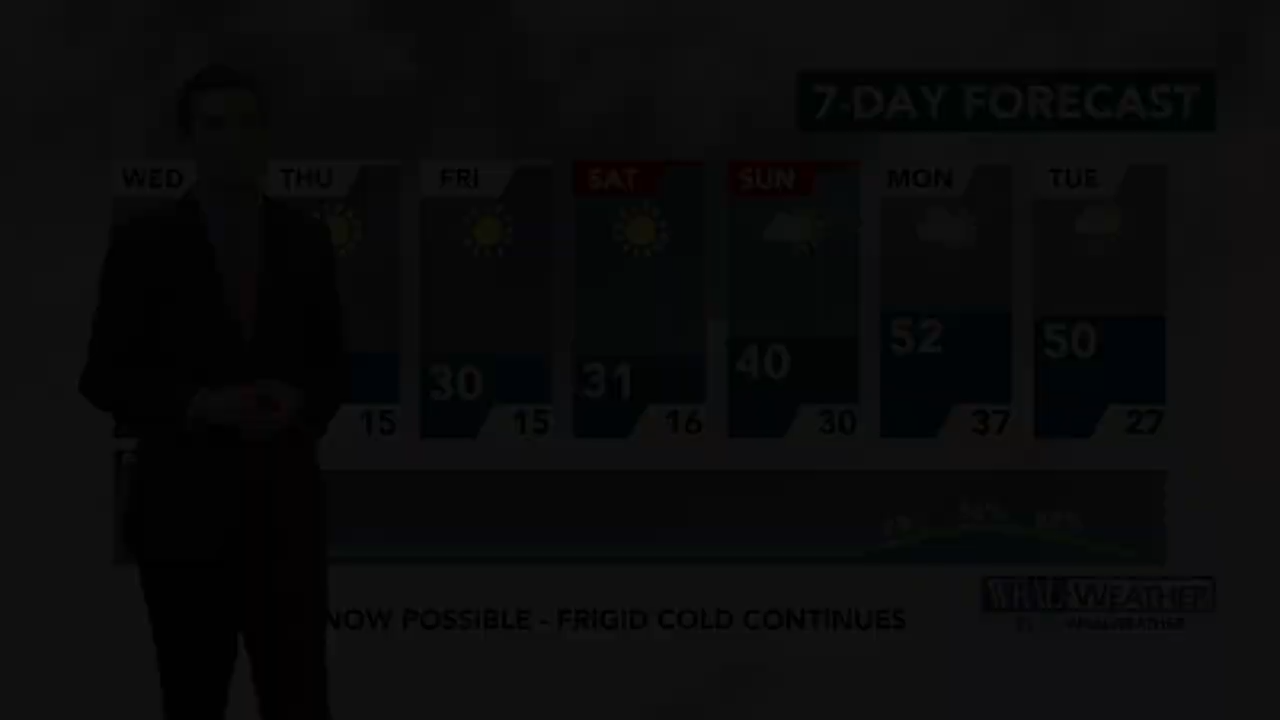 7-DAY FORECAST
WED THU FRI SAT SUN MON TUE
30 31 40 52 50
15 15 16 30 37 27
NOW POSSIBLE - FRIGID COLD CONTINUES
WRAL WEATHER